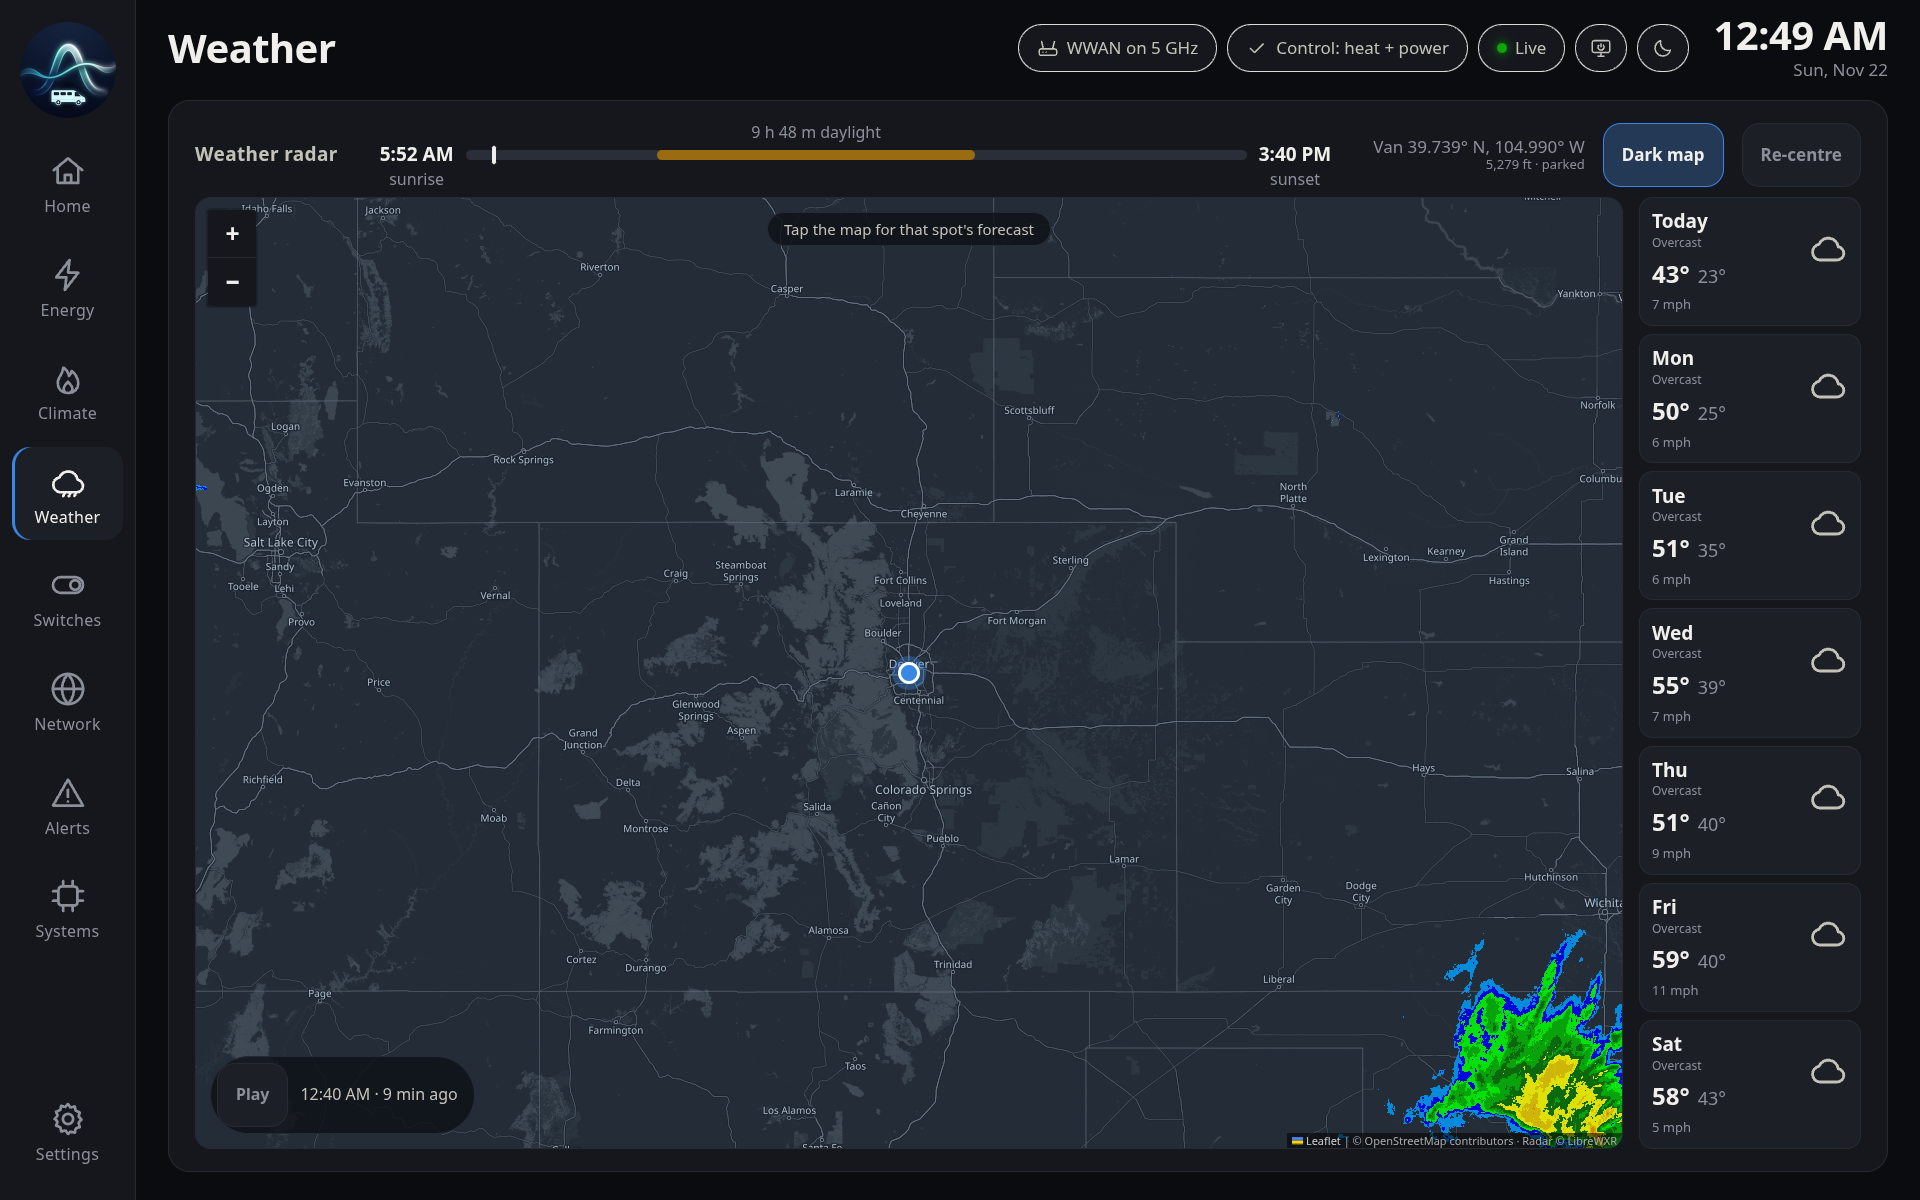 Weather
WWAN on 5 GHz
Control: heat + power
Live
12:49 AM
Sun, Nov 22
Home
Energy
Climate
Weather
Switches
Network
Alerts
Systems
Settings
Weather radar
5:52 AM
sunrise
9 h 48 m daylight
3:40 PM
sunset
Van 39.739° N, 104.990° W
5,279 ft · parked
Dark map
Re-centre
+
−
Tap the map for that spot's forecast
Idaho Falls
Jackson
Mitchell
Riverton
Casper
Yankton
Scottsbluff
Norfolk
Logan
Rock Springs
Evanston
Ogden
Laramie
North
Platte
Columbu
Layton
Cheyenne
Salt Lake City
Grand
Island
Sandy
Lexington
Kearney
Tooele
Lehi
Craig
Steamboat
Springs
Fort Collins
Sterling
Hastings
Vernal
Loveland
Provo
Boulder
Fort Morgan
Denver
Price
Centennial
Glenwood
Springs
Aspen
Grand
Junction
Richfield
Delta
Hays
Salina
Colorado Springs
Moab
Salida
Cañon
City
Montrose
Pueblo
Lamar
Garden
City
Dodge
City
Hutchinson
Wichita
Alamosa
Cortez
Durango
Trinidad
Liberal
Page
Farmington
Taos
Los Alamos
Santa Fe
Play
12:40 AM · 9 min ago
Leaflet | © OpenStreetMap contributors · Radar © LibreWXR
Today
Overcast
43° 23°
7 mph
Mon
Overcast
50° 25°
6 mph
Tue
Overcast
51° 35°
6 mph
Wed
Overcast
55° 39°
7 mph
Thu
Overcast
51° 40°
9 mph
Fri
Overcast
59° 40°
11 mph
Sat
Overcast
58° 43°
5 mph